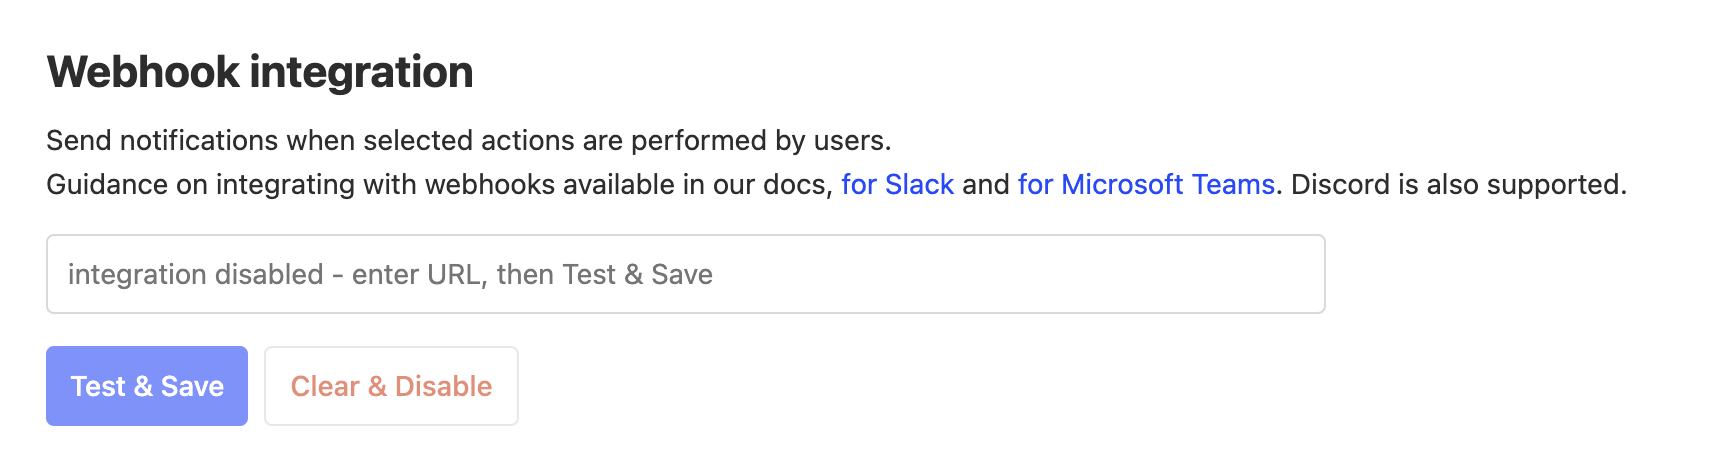 Webhook integration
Send notifications when selected actions are performed by users.
Guidance on integrating with webhooks available in our docs, for Slack and for Microsoft Teams. Discord is also supported.
integration disabled - enter URL, then Test & Save
Test & Save
Clear & Disable